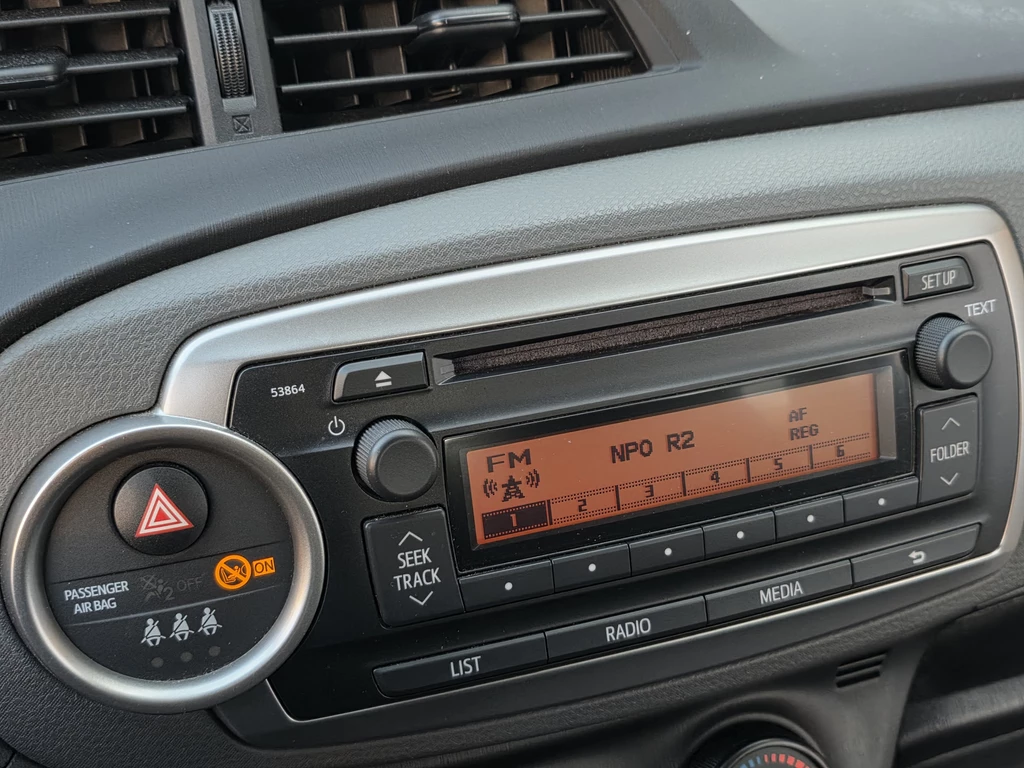 SET UP
TEXT
53864
FM
NPO R2
AF
REG
1 2 3 4 5 6
FOLDER
SEEK
TRACK
PASSENGER
AIR BAG
2 OFF
ON
LIST
RADIO
MEDIA